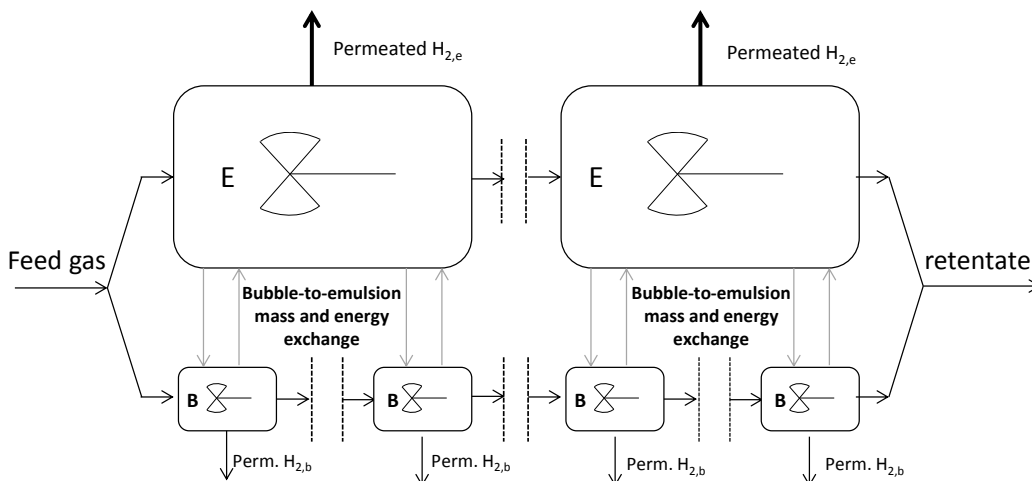 Permeated H2,e
Permeated H2,e
E
E
Feed gas
retentate
Bubble-to-emulsion
mass and energy
exchange
Bubble-to-emulsion
mass and energy
exchange
B
B
B
B
Perm. H2,b
Perm. H2,b
Perm. H2,b
Perm. H2,b